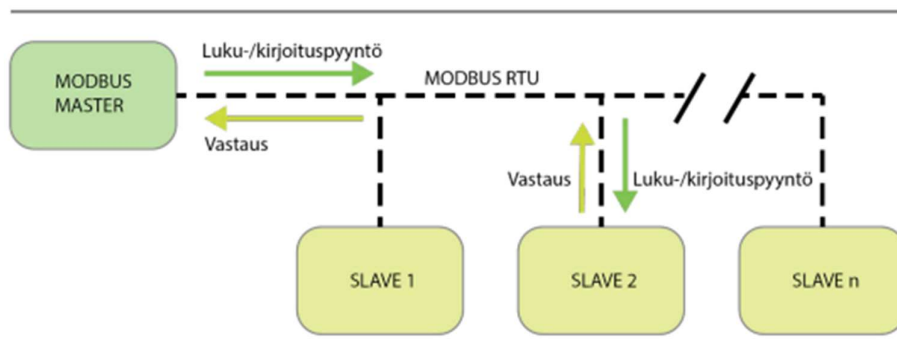 Luku-/kirjoituspyyntö
MODBUS
MASTER
MODBUS RTU
Vastaus
Vastaus
Luku-/kirjoituspyyntö
SLAVE 1
SLAVE 2
SLAVE n